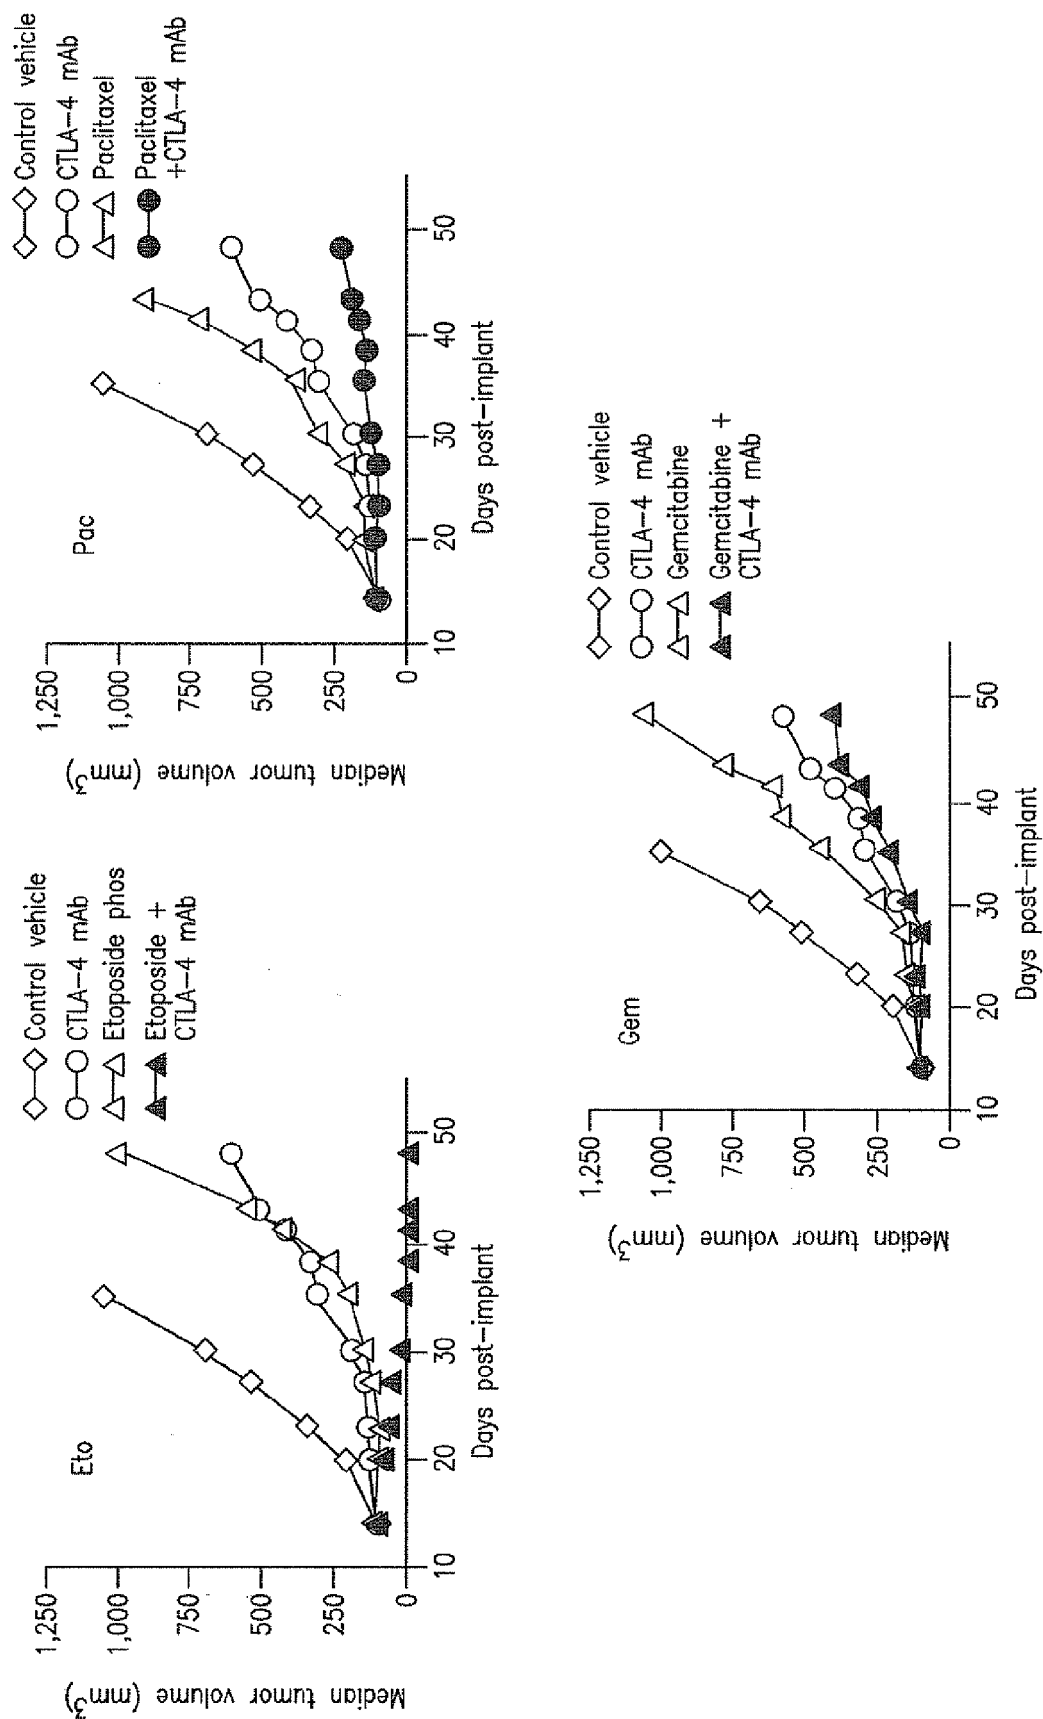 Eto
Median tumor volume (mm3)
1,250
1,000
750
500
250
0
10
20
30
40
50
Days post-implant
Control vehicle
CTLA-4 mAb
Etoposide phos
Etoposide +
CTLA-4 mAb
Pac
Median tumor volume (mm3)
1,250
1,000
750
500
250
0
10
20
30
40
50
Days post-implant
Control vehicle
CTLA-4 mAb
Paclitaxel
Paclitaxel
+CTLA-4 mAb
Gem
Median tumor volume (mm3)
1,250
1,000
750
500
250
0
10
20
30
40
50
Days post-implant
Control vehicle
CTLA-4 mAb
Gemcitabine
Gemcitabine +
CTLA-4 mAb